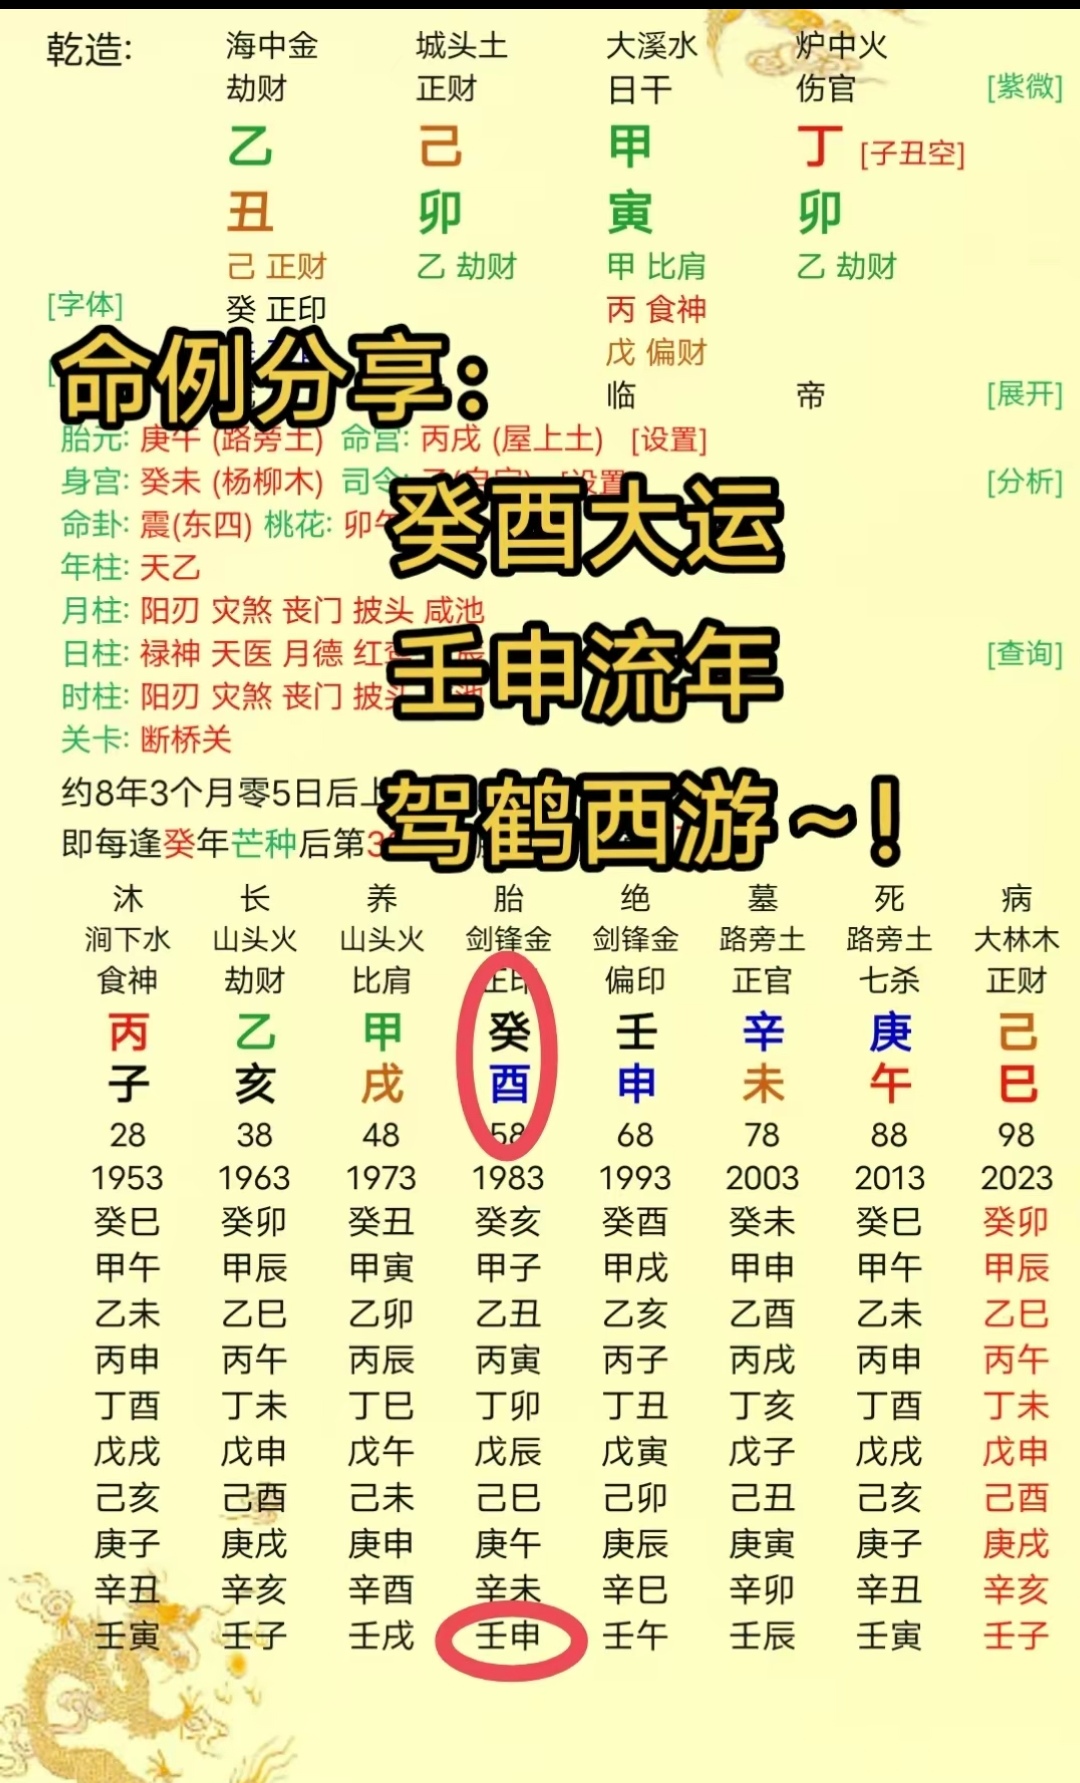 乾造: 海中金 城头土 大溪水 炉中火
劫财 正财 日干 伤官 [紫微]
乙 己 甲 丁 [子丑空]
丑 卯 寅 卯
己 正财 乙 劫财 甲 比肩 乙 劫财
[字体] 癸 正印 丙 食神
戊 偏财
命例分享:
临 帝 [展开]
胎元: 庚午 (路旁土) 命宫: 丙戌 (屋上土) [设置]
身宫: 癸未 (杨柳木) 司令: [设置 [分析]
癸酉大运
命卦: 震(东四) 桃花: 卯午
年柱: 天乙
月柱: 阳刃 灾煞 丧门 披头 咸池
日柱: 禄神 天医 月德 红 [查询]
壬申流年
时柱: 阳刃 灾煞 丧门 披头 池
关卡: 断桥关
约8年3个月零5日后上
驾鹤西游~!
即每逢癸年芒种后第3
沐 长 养 胎 绝 墓 死 病
涧下水 山头火 山头火 剑锋金 剑锋金 路旁土 路旁土 大林木
食神 劫财 比肩 正印 偏印 正官 七杀 正财
丙 乙 甲 癸 壬 辛 庚 己
子 亥 戌 酉 申 未 午 巳
28 38 48 58 68 78 88 98
1953 1963 1973 1983 1993 2003 2013 2023
癸巳 癸卯 癸丑 癸亥 癸酉 癸未 癸巳 癸卯
甲午 甲辰 甲寅 甲子 甲戌 甲申 甲午 甲辰
乙未 乙巳 乙卯 乙丑 乙亥 乙酉 乙未 乙巳
丙申 丙午 丙辰 丙寅 丙子 丙戌 丙申 丙午
丁酉 丁未 丁巳 丁卯 丁丑 丁亥 丁酉 丁未
戊戌 戊申 戊午 戊辰 戊寅 戊子 戊戌 戊申
己亥 己酉 己未 己巳 己卯 己丑 己亥 己酉
庚子 庚戌 庚申 庚午 庚辰 庚寅 庚子 庚戌
辛丑 辛亥 辛酉 辛未 辛巳 辛卯 辛丑 辛亥
壬寅 壬子 壬戌 壬申 壬午 壬辰 壬寅 壬子